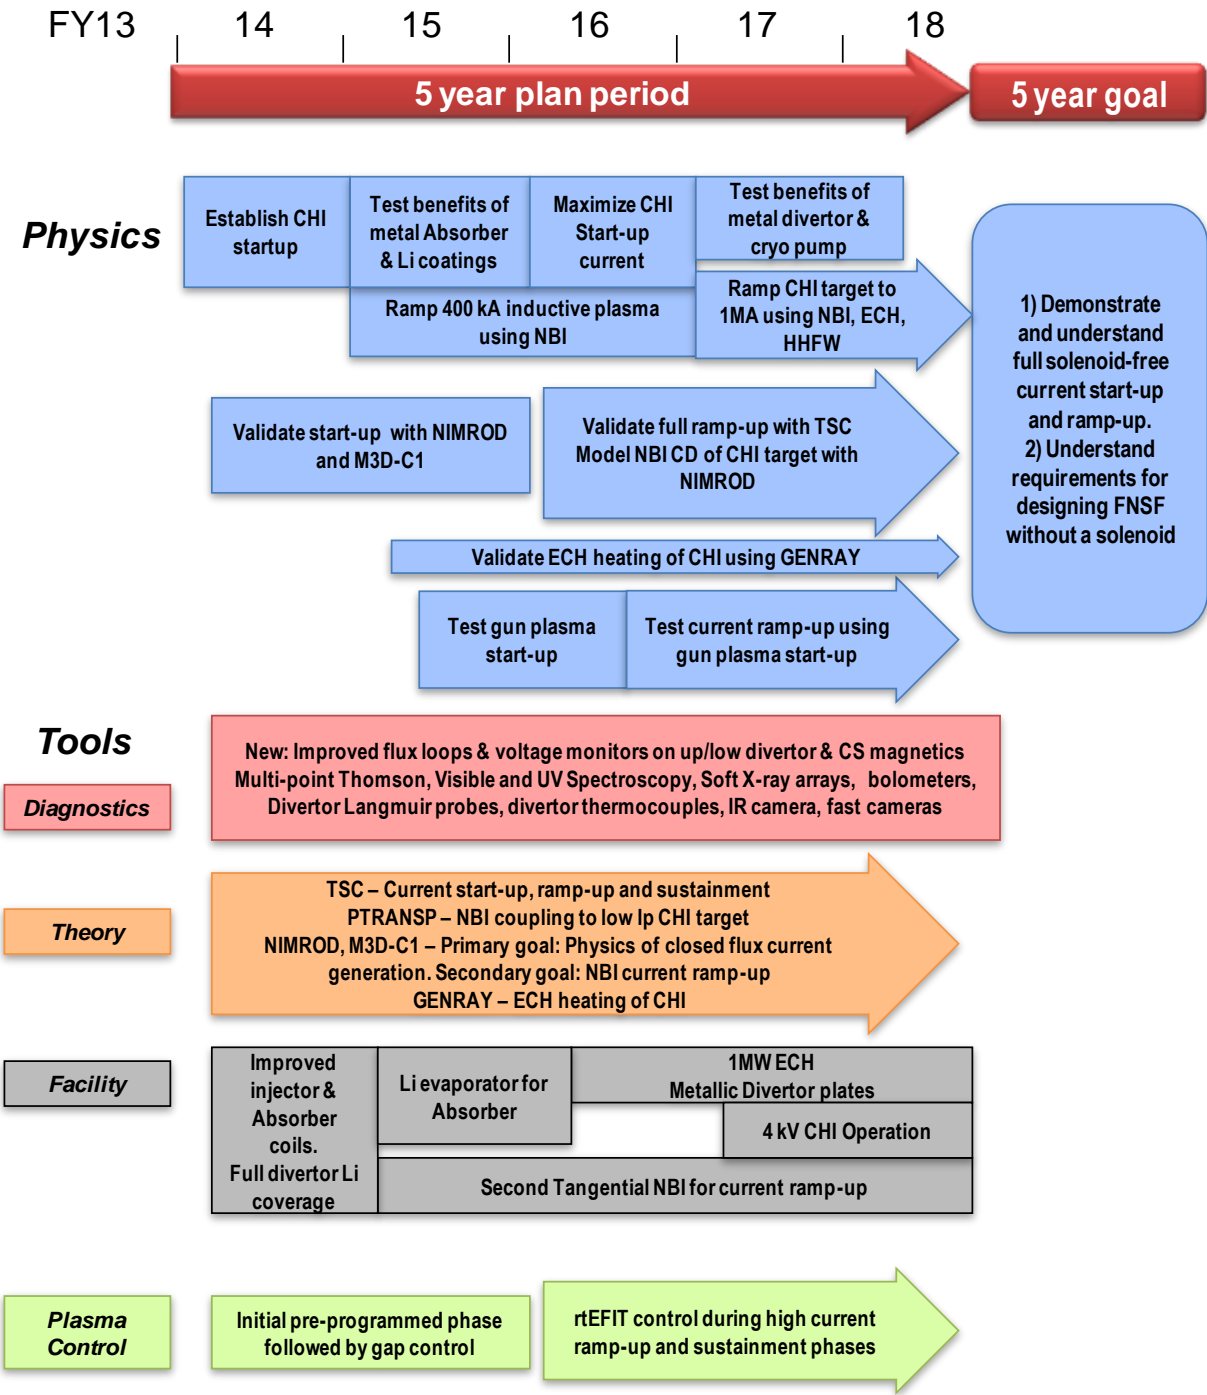 FY13 14 15 16 17 18
5 year plan period
5 year goal
Physics
Establish CHI
startup
Test benefits of
metal Absorber
& Li coatings
Maximize CHI
Start-up
current
Test benefits of
metal divertor &
cryo pump
Ramp 400 kA inductive plasma
using NBI
Ramp CHI target to
1MA using NBI, ECH,
HHFW
1) Demonstrate
and understand
full solenoid-free
current start-up
and ramp-up.
2) Understand
requirements for
designing FNSF
without a solenoid
Validate start-up with NIMROD
and M3D-C1
Validate full ramp-up with TSC
Model NBI CD of CHI target with
NIMROD
Validate ECH heating of CHI using GENRAY
Test gun plasma
start-up
Test current ramp-up using
gun plasma start-up
Tools
Diagnostics
New: Improved flux loops & voltage monitors on up/low divertor & CS magnetics
Multi-point Thomson, Visible and UV Spectroscopy, Soft X-ray arrays, bolometers,
Divertor Langmuir probes, divertor thermocouples, IR camera, fast cameras
Theory
TSC – Current start-up, ramp-up and sustainment
PTRANSP – NBI coupling to low Ip CHI target
NIMROD, M3D-C1 – Primary goal: Physics of closed flux current
generation. Secondary goal: NBI current ramp-up
GENRAY – ECH heating of CHI
Facility
Improved
injector &
Absorber
coils.
Full divertor Li
coverage
Li evaporator for
Absorber
1MW ECH
Metallic Divertor plates
4 kV CHI Operation
Second Tangential NBI for current ramp-up
Plasma
Control
Initial pre-programmed phase
followed by gap control
rtEFIT control during high current
ramp-up and sustainment phases